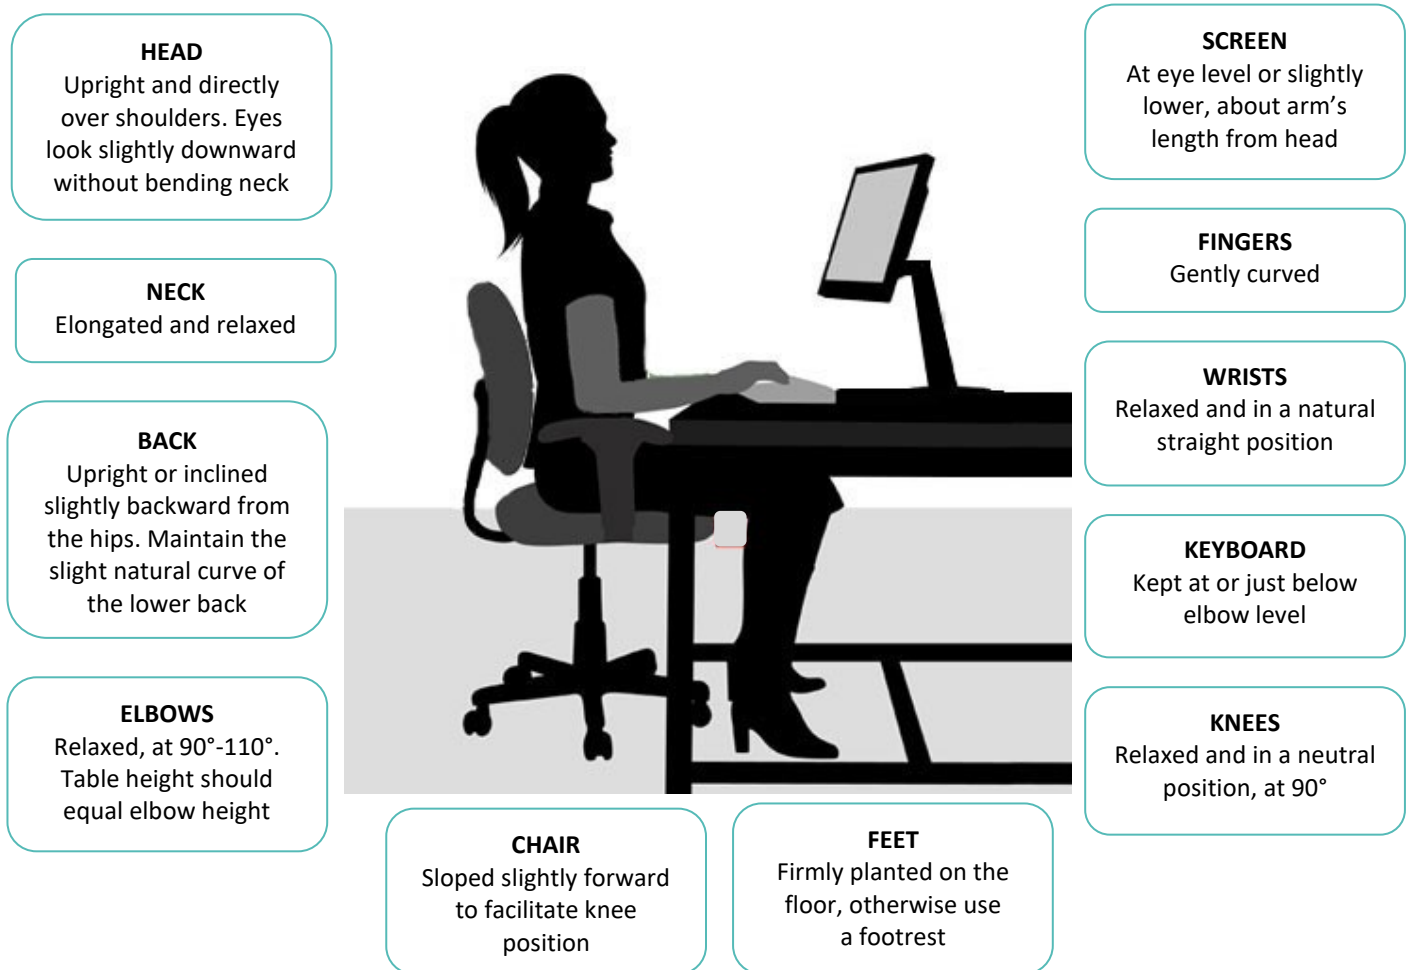 HEAD
Upright and directly
over shoulders. Eyes
look slightly downward
without bending neck
NECK
Elongated and relaxed
BACK
Upright or inclined
slightly backward from
the hips. Maintain the
slight natural curve of
the lower back
ELBOWS
Relaxed, at 90°-110°.
Table height should
equal elbow height
CHAIR
Sloped slightly forward
to facilitate knee
position
FEET
Firmly planted on the
floor, otherwise use
a footrest
SCREEN
At eye level or slightly
lower, about arm’s
length from head
FINGERS
Gently curved
WRISTS
Relaxed and in a natural
straight position
KEYBOARD
Kept at or just below
elbow level
KNEES
Relaxed and in a neutral
position, at 90°